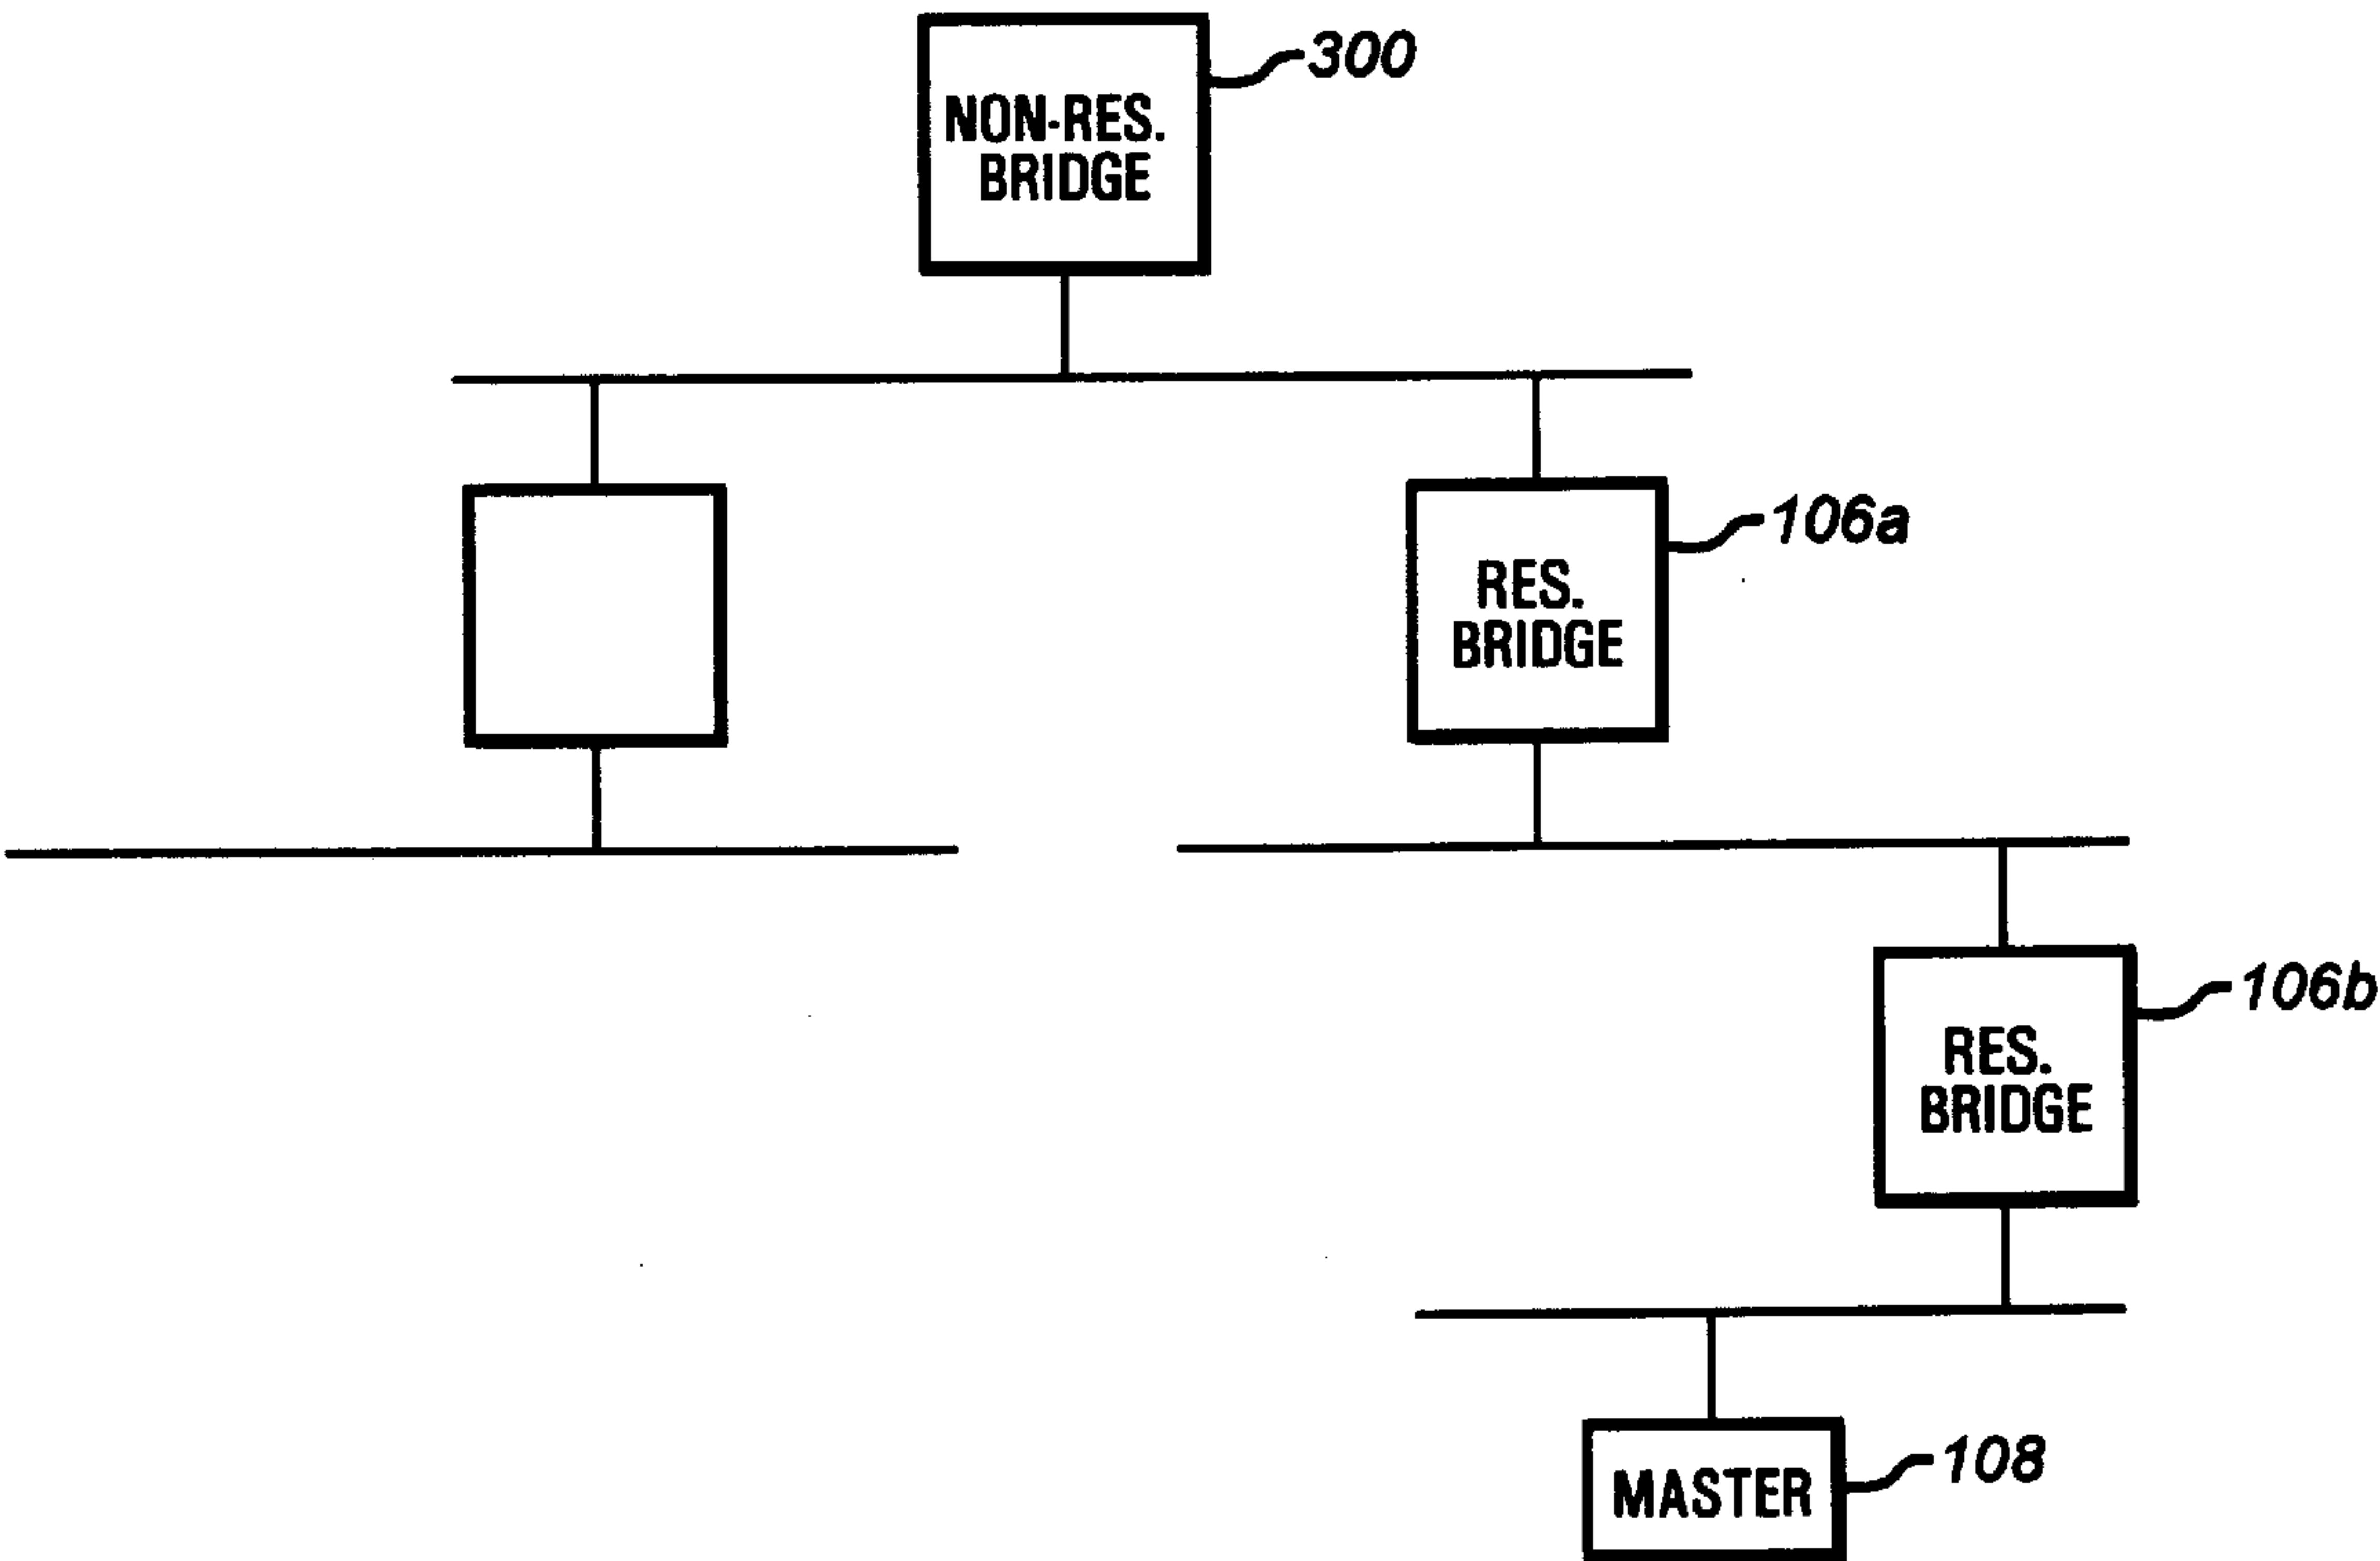 300
NON-RES.
BRIDGE
106a
RES.
BRIDGE
106b
RES.
BRIDGE
108
MASTER